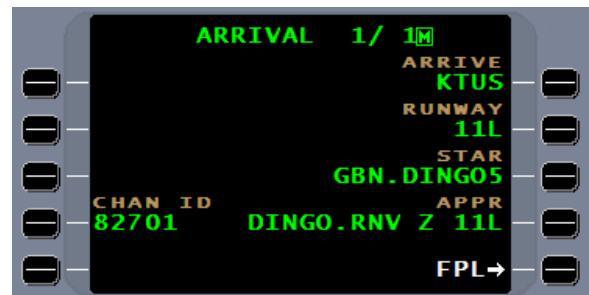 ARRIVAL 1/ 1M
ARRIVE
KTUS
RUNWAY
11L
STAR
GBN.DINGO5
CHAN ID APPR
82701 DINGO.RNV Z 11L
FPL→